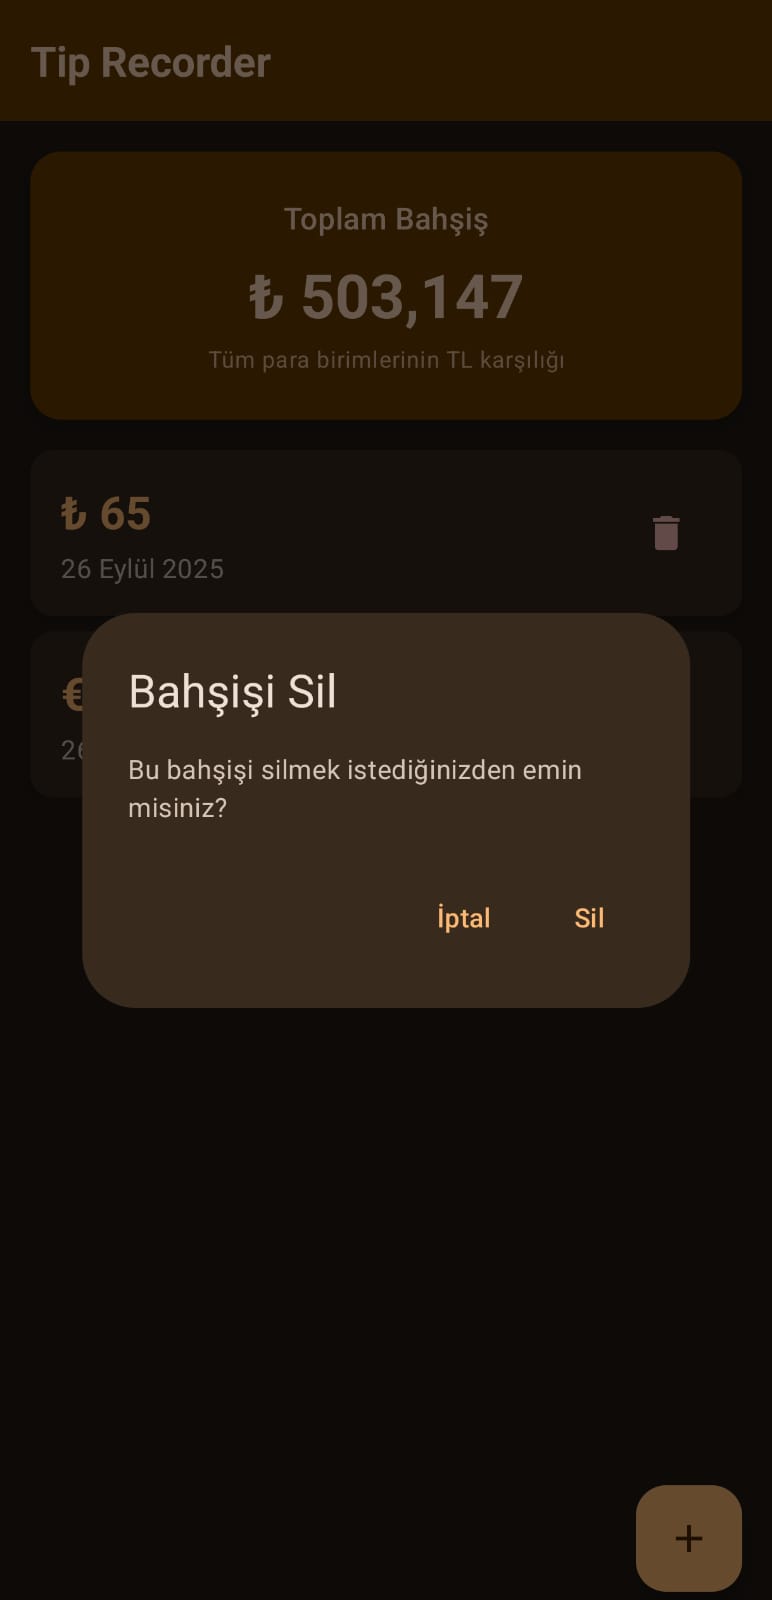 Tip Recorder
Toplam Bahşiş
₺ 503,147
Tüm para birimlerinin TL karşılığı
₺ 65
26 Eylül 2025
€
26
Bahşişi Sil
Bu bahşişi silmek istediğinizden emin
misiniz?
İptal Sil
+